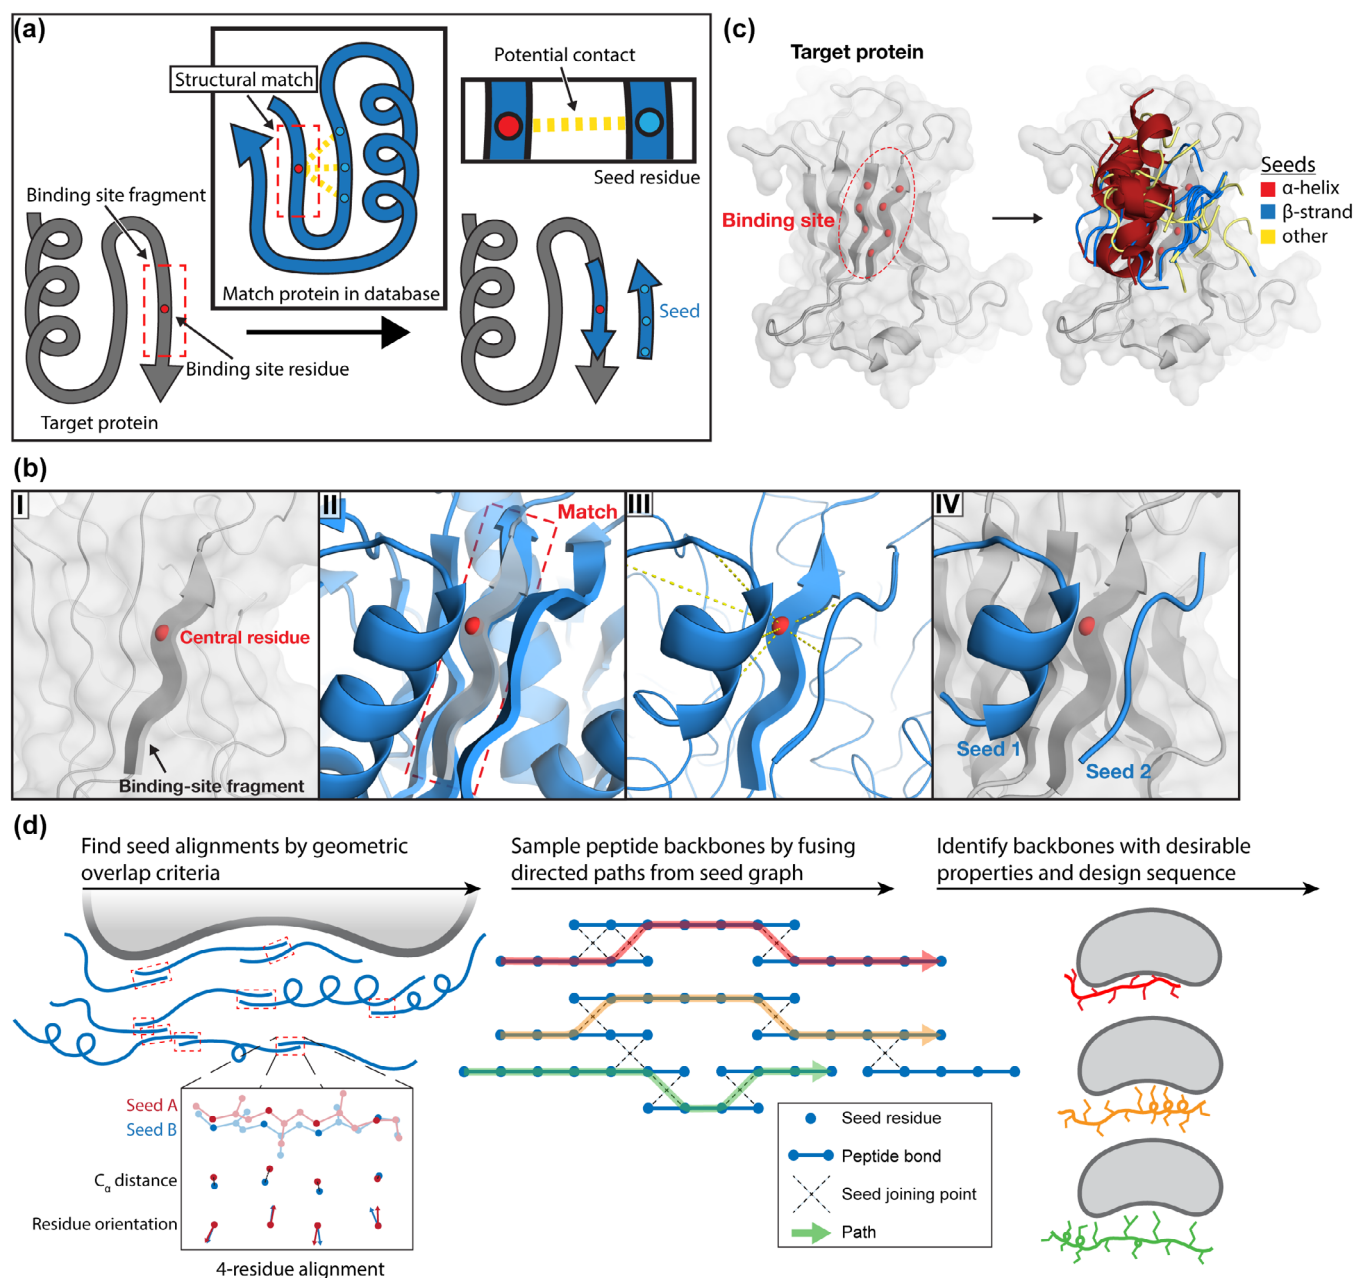 (a)
Structural match
Binding site fragment
Match protein in database
Potential contact
Seed residue
Seed
Binding site residue
Target protein
(c)
Target protein
Binding site
Seeds
α-helix
β-strand
other
(b)
I
Central residue
Binding-site fragment
II
Match
III
IV
Seed 1
Seed 2
(d)
Find seed alignments by geometric
overlap criteria
Sample peptide backbones by fusing
directed paths from seed graph
Identify backbones with desirable
properties and design sequence
Seed A
Seed B
Cα distance
Residue orientation
4-residue alignment
Seed residue
Peptide bond
Seed joining point
Path